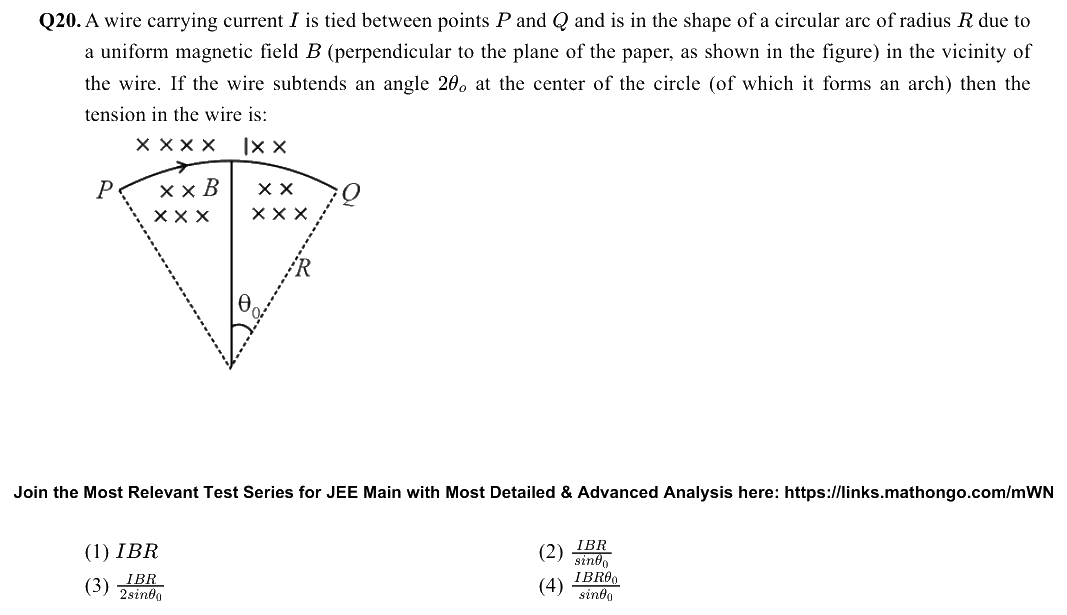 Q20. A wire carrying current I is tied between points P and Q and is in the shape of a circular arc of radius R due to
a uniform magnetic field B (perpendicular to the plane of the paper, as shown in the figure) in the vicinity of
the wire. If the wire subtends an angle 2θₒ at the center of the circle (of which it forms an arch) then the
tension in the wire is:
× × × × I× ×
P × × B × × Q
× × × × × ×
R
θ₀
Join the Most Relevant Test Series for JEE Main with Most Detailed & Advanced Analysis here: https://links.mathongo.com/mWN
(1) IBR (2) IBR/sinθ₀
(3) IBR/2sinθ₀ (4) IBRθ₀/sinθ₀